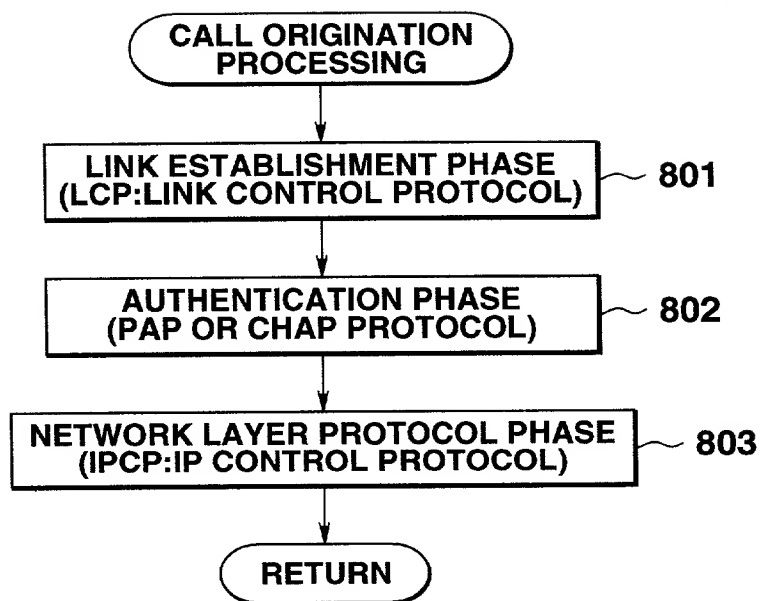 CALL ORIGINATION
PROCESSING
LINK ESTABLISHMENT PHASE
(LCP:LINK CONTROL PROTOCOL)
801
AUTHENTICATION PHASE
(PAP OR CHAP PROTOCOL)
802
NETWORK LAYER PROTOCOL PHASE
(IPCP:IP CONTROL PROTOCOL)
803
RETURN